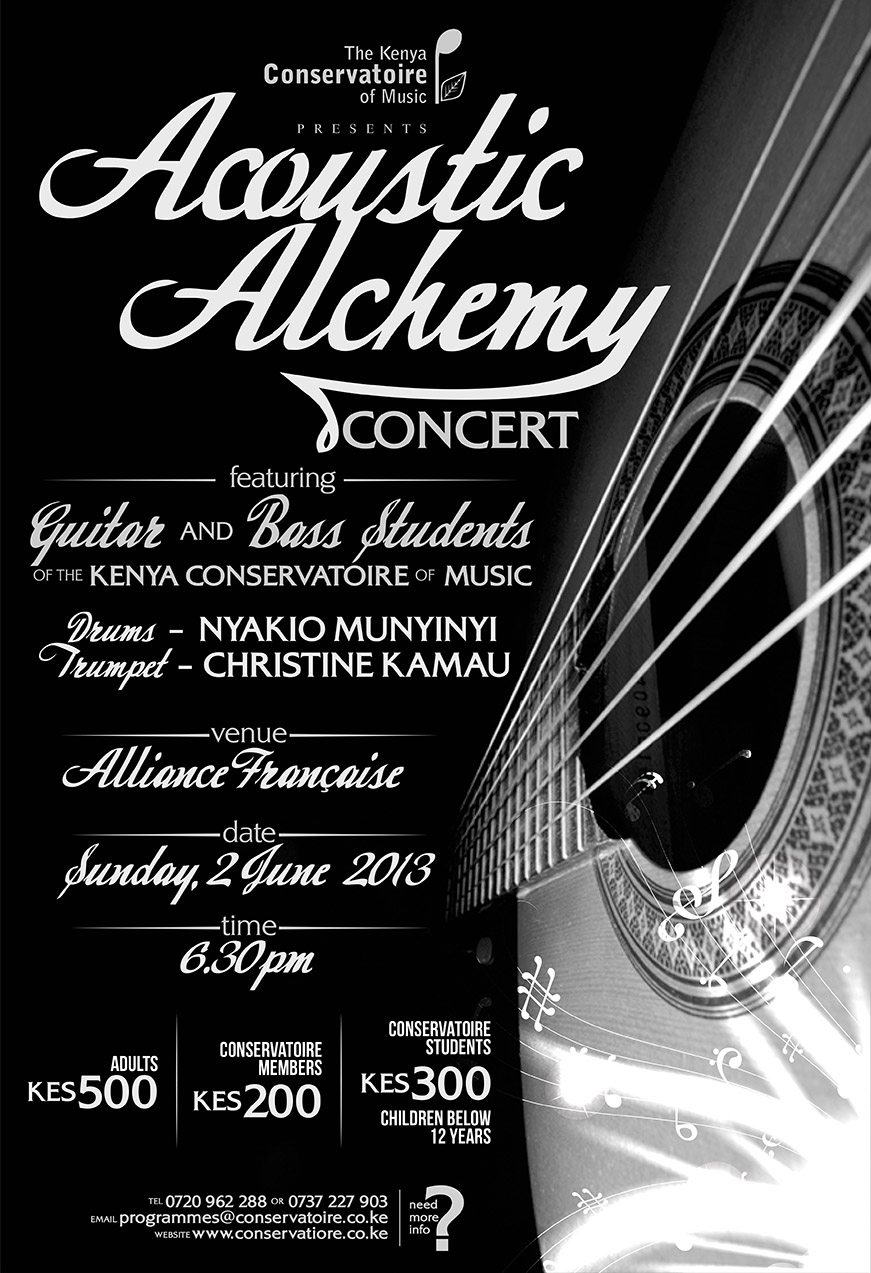 The Kenya
Conservatoire
of Music
PRESENTS
Acoustic
Alchemy
CONCERT
featuring
Guitar AND Bass Students
OF THE KENYA CONSERVATOIRE OF MUSIC
Drums – NYAKIO MUNYINYI
Trumpet – CHRISTINE KAMAU
venue
Alliance Française
date
Sunday, 2 June 2013
time
6.30pm
ADULTS
KES500
CONSERVATOIRE
MEMBERS
KES200
CONSERVATOIRE
STUDENTS
KES300
CHILDREN BELOW
12 YEARS
TEL 0720 962 288 OR 0737 227 903
EMAIL programmes@conservatoire.co.ke
WEBSITE www.conservatiore.co.ke
need
more
info ?